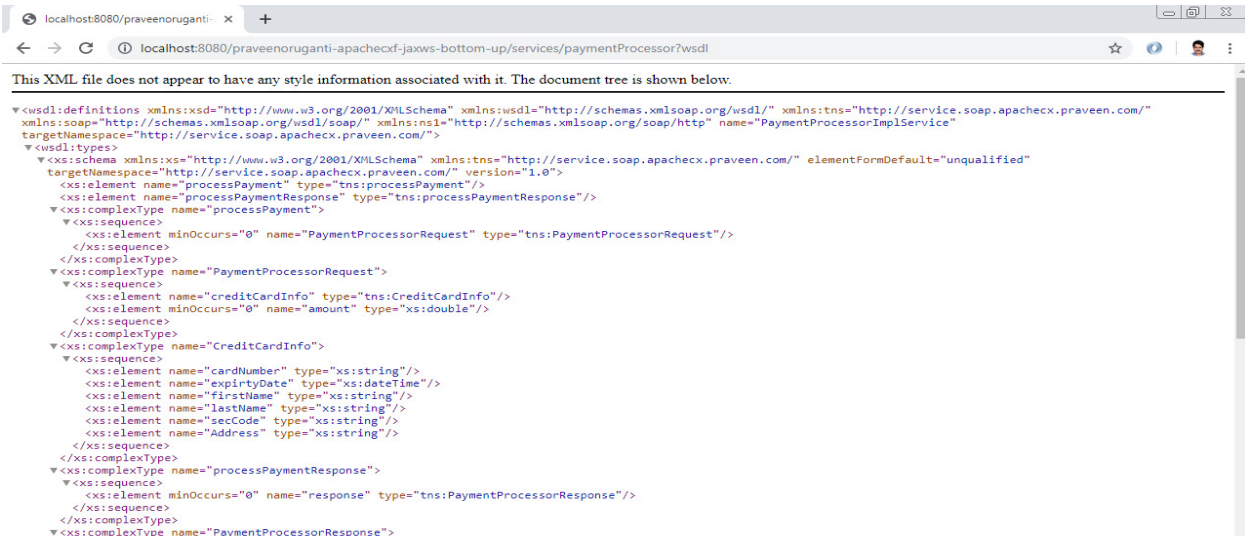 localhost:8080/praveenoruganti-
localhost:8080/praveenoruganti-apachecxf-jaxws-bottom-up/services/paymentProcessor?wsdl
This XML file does not appear to have any style information associated with it. The document tree is shown below.
▼<wsdl:definitions xmlns:xsd="http://www.w3.org/2001/XMLSchema" xmlns:wsdl="http://schemas.xmlsoap.org/wsdl/" xmlns:tns="http://service.soap.apachecx.praveen.com/"
xmlns:soap="http://schemas.xmlsoap.org/wsdl/soap/" xmlns:ns1="http://schemas.xmlsoap.org/soap/http" name="PaymentProcessorImplService"
targetNamespace="http://service.soap.apachecx.praveen.com/">
▼<wsdl:types>
▼<xs:schema xmlns:xs="http://www.w3.org/2001/XMLSchema" xmlns:tns="http://service.soap.apachecx.praveen.com/" elementFormDefault="unqualified"
targetNamespace="http://service.soap.apachecx.praveen.com/" version="1.0">
<xs:element name="processPayment" type="tns:processPayment"/>
<xs:element name="processPaymentResponse" type="tns:processPaymentResponse"/>
▼<xs:complexType name="processPayment">
▼<xs:sequence>
<xs:element minOccurs="0" name="PaymentProcessorRequest" type="tns:PaymentProcessorRequest"/>
</xs:sequence>
</xs:complexType>
▼<xs:complexType name="PaymentProcessorRequest">
▼<xs:sequence>
<xs:element name="creditCardInfo" type="tns:CreditCardInfo"/>
<xs:element minOccurs="0" name="amount" type="xs:double"/>
</xs:sequence>
</xs:complexType>
▼<xs:complexType name="CreditCardInfo">
▼<xs:sequence>
<xs:element name="cardNumber" type="xs:string"/>
<xs:element name="expirtyDate" type="xs:dateTime"/>
<xs:element name="firstName" type="xs:string"/>
<xs:element name="lastName" type="xs:string"/>
<xs:element name="secCode" type="xs:string"/>
<xs:element name="Address" type="xs:string"/>
</xs:sequence>
</xs:complexType>
▼<xs:complexType name="processPaymentResponse">
▼<xs:sequence>
<xs:element minOccurs="0" name="response" type="tns:PaymentProcessorResponse"/>
</xs:sequence>
</xs:complexType>
▼<xs:complexType name="PaymentProcessorResponse">